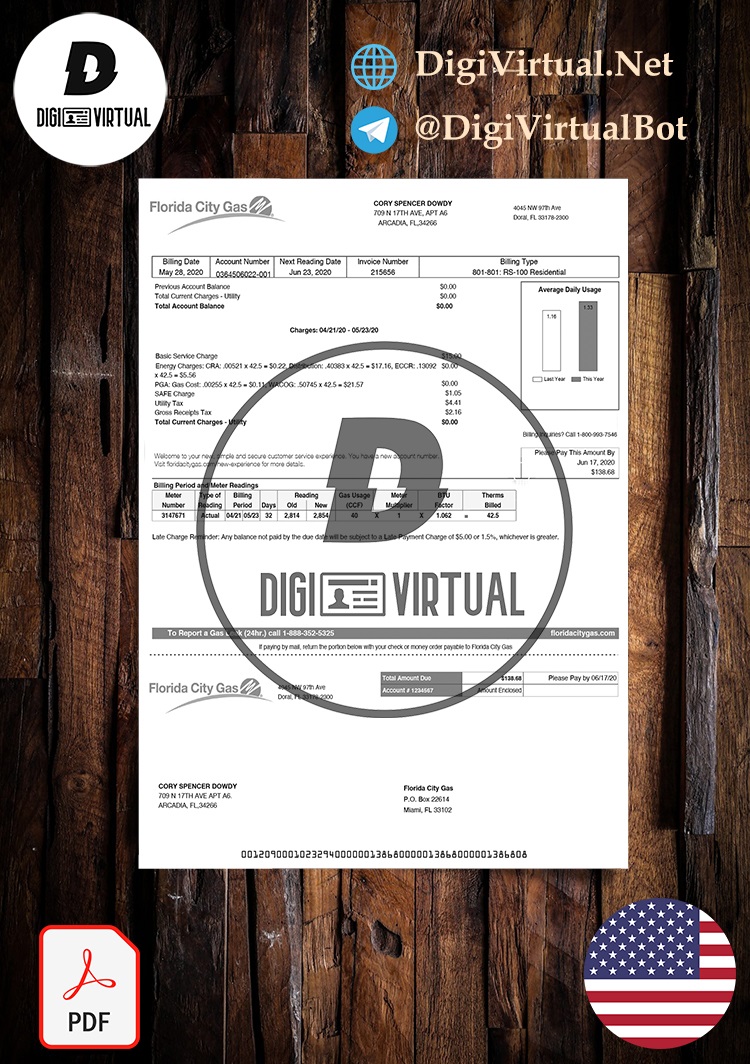 DIGI VIRTUAL
DigiVirtual.Net
@DigiVirtualBot
Florida City Gas
CORY SPENCER DOWDY
709 N 17TH AVE, APT A6
ARCADIA, FL,34266
4045 NW 97th Ave
Doral, FL 33178-2300
Billing Date Account Number Next Reading Date Invoice Number Billing Type
May 28, 2020 0364506022-001 Jun 23, 2020 215656 801-801: RS-100 Residential
Previous Account Balance $0.00
Total Current Charges - Utility $0.00
Total Account Balance $0.00
Average Daily Usage
1.16 1.33
Last Year This Year
Charges: 04/21/20 - 05/23/20
Basic Service Charge $15.00
Energy Charges: CRA: .00521 x 42.5 = $0.22, Distribution: .40383 x 42.5 = $17.16, ECCR: .13092 $0.00
x 42.5 = $5.56
PGA: Gas Cost: .00255 x 42.5 = $0.11, WACOG: .50745 x 42.5 = $21.57 $0.00
SAFE Charge $1.05
Utility Tax $4.41
Gross Receipts Tax $2.16
Total Current Charges - Utility $0.00
Billing Inquiries? Call 1-800-993-7546
Please Pay This Amount By
Jun 17, 2020
$138.68
Welcome to your new, simple and secure customer service experience. You have a new account number.
Visit floridacitygas.com/new-experience for more details.
Billing Period and Meter Readings
Meter Type of Billing Reading Gas Usage Meter BTU Therms
Number Reading Period Days Old New (CCF) Multiplier Factor Billed
3147671 Actual 04/21 05/23 32 2,814 2,854 40 X 1 X 1.062 = 42.5
Late Charge Reminder: Any balance not paid by the due date will be subject to a Late Payment Charge of $5.00 or 1.5%, whichever is greater.
D
DIGI VIRTUAL
To Report a Gas Leak (24hr.) call 1-888-352-5325 floridacitygas.com
If paying by mail, return the portion below with your check or money order payable to Florida City Gas.
Florida City Gas
4045 NW 97th Ave
Doral, FL 33178-2300
Total Amount Due $138.68 Please Pay by 06/17/20
Account # 1234567 Amount Enclosed
CORY SPENCER DOWDY
709 N 17TH AVE APT A6.
ARCADIA, FL,34266
Florida City Gas
P.O. Box 22614
Miami, FL 33102
PDF